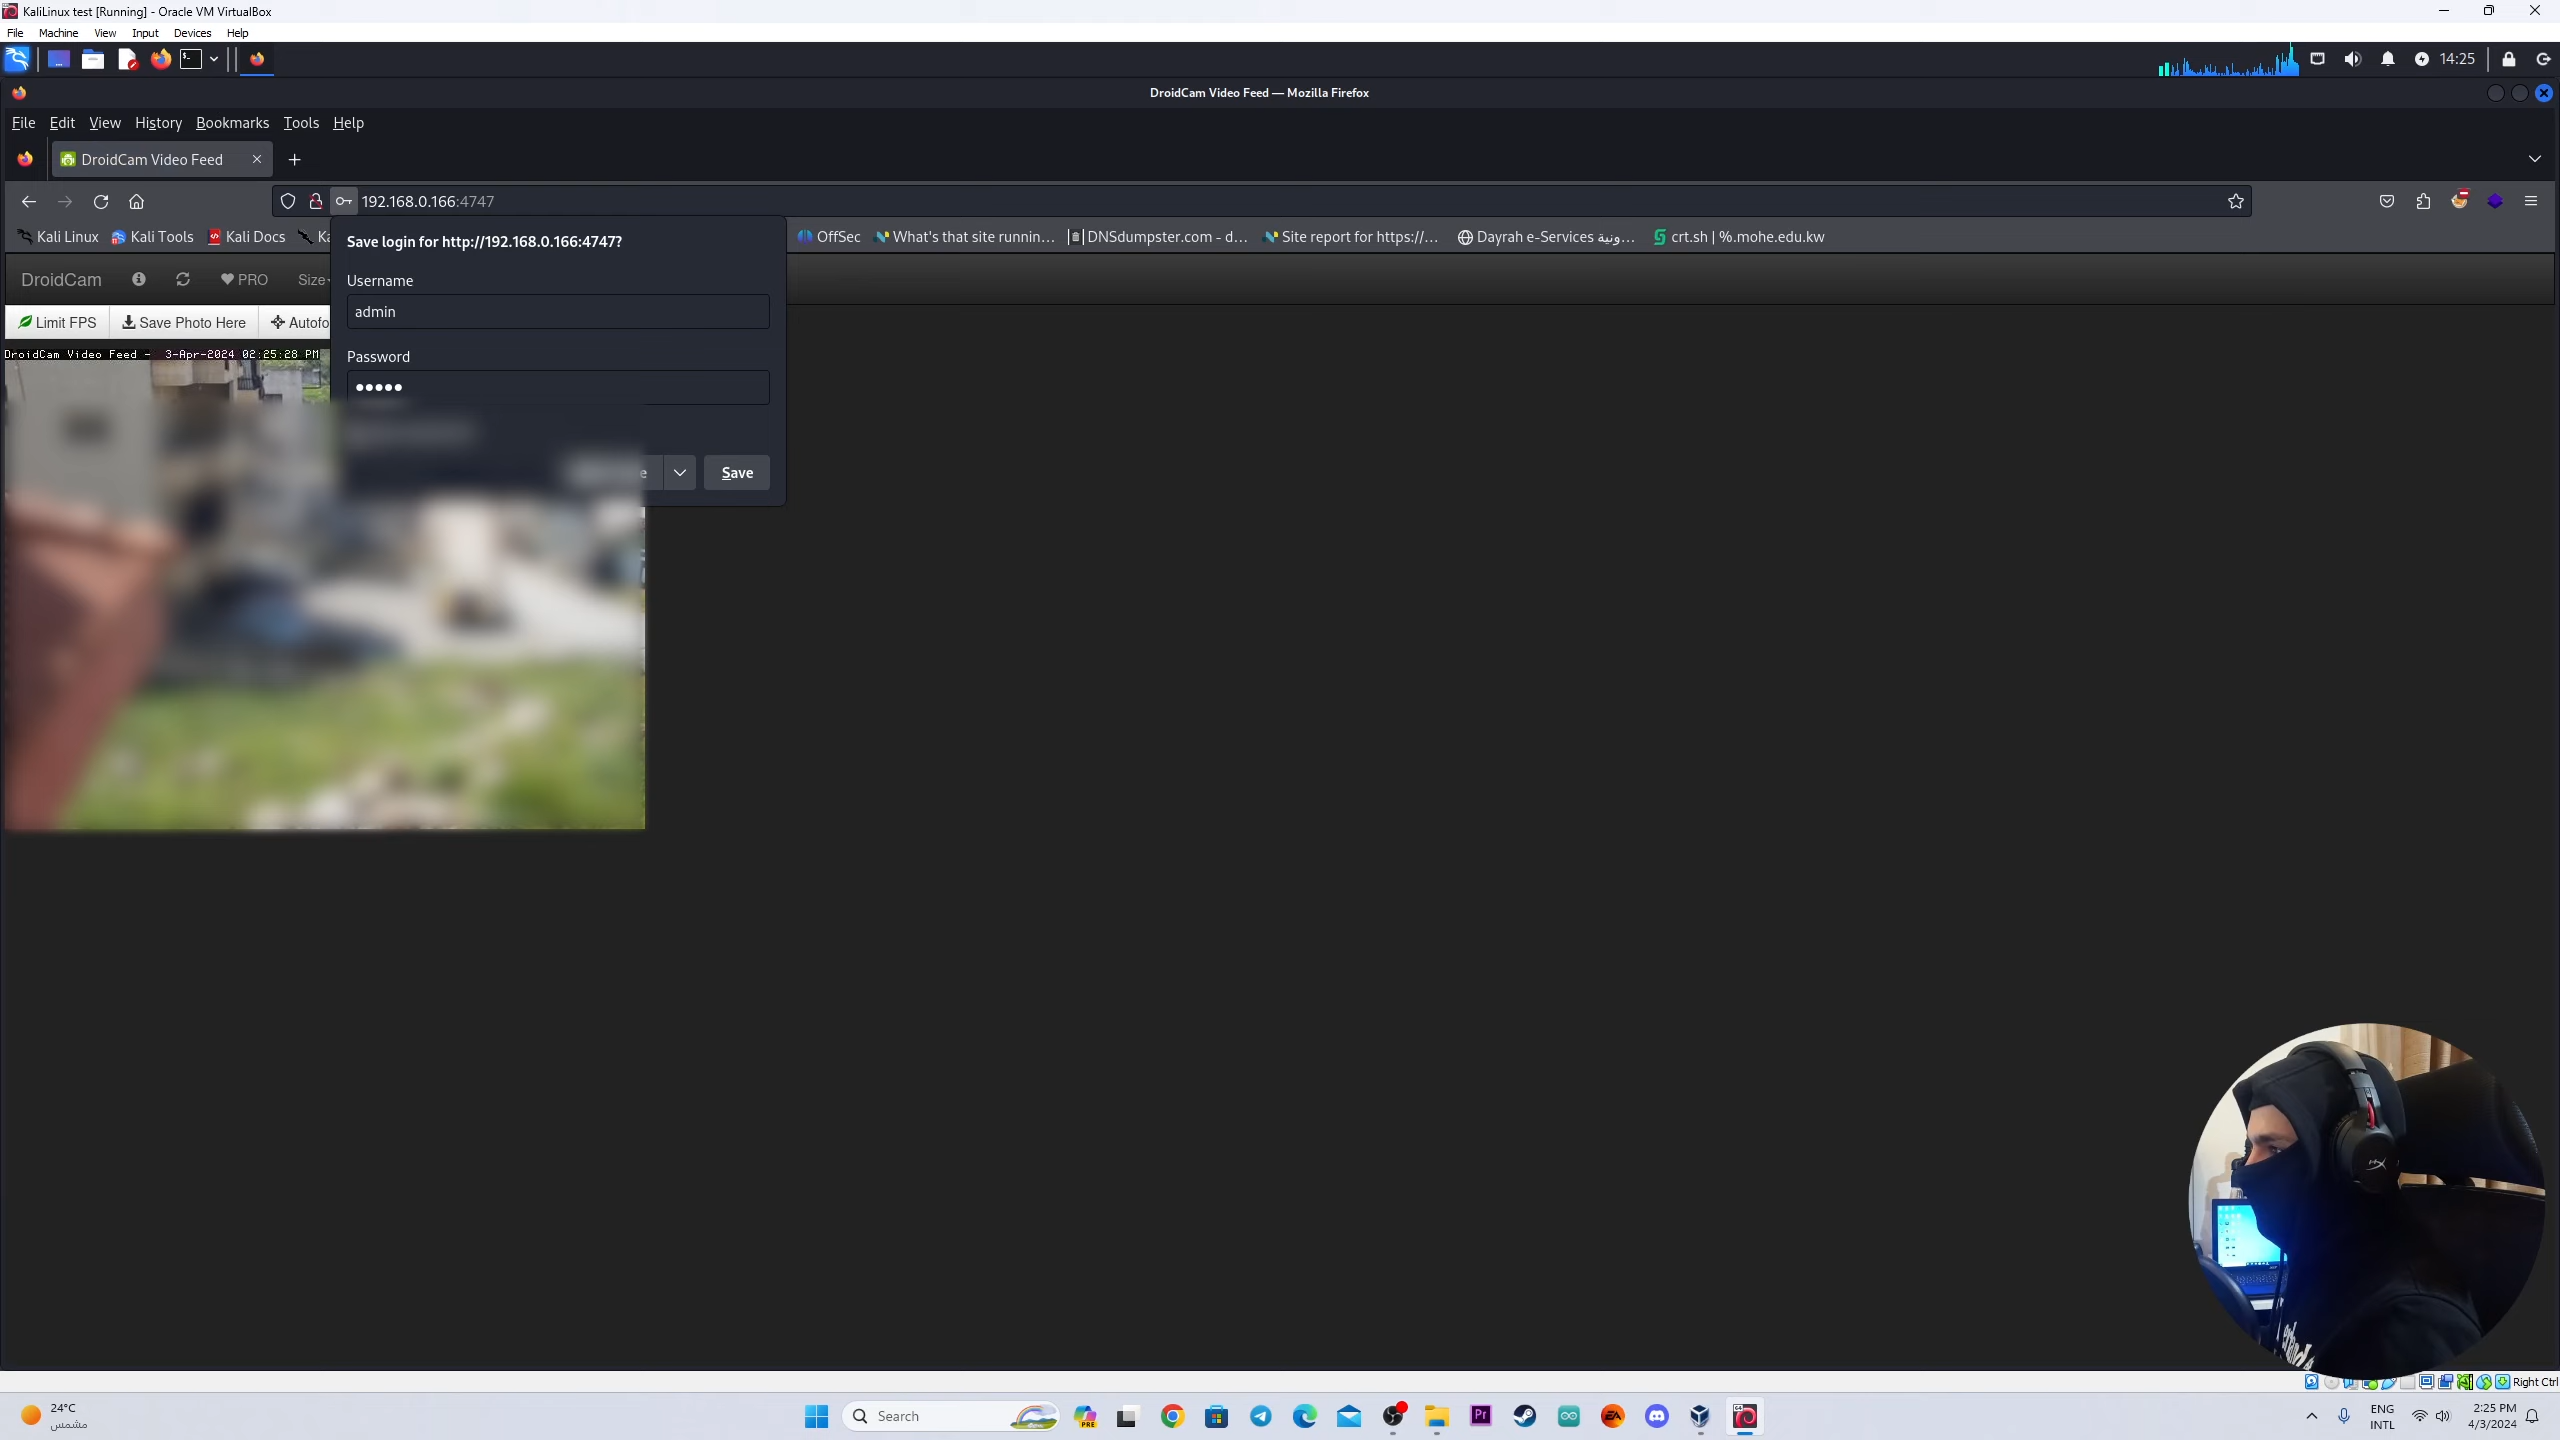 KaliLinux test [Running] - Oracle VM VirtualBox
File Machine View Input Devices Help
14:25
DroidCam Video Feed — Mozilla Firefox
File Edit View History Bookmarks Tools Help
DroidCam Video Feed
192.168.0.166:4747
Kali Linux Kali Tools Kali Docs Ka OffSec What's that site runnin... DNSdumpster.com - d... Site report for https://... Dayrah e-Services ونية... crt.sh | %.mohe.edu.kw
Save login for http://192.168.0.166:4747?
DroidCam PRO Size
Username
admin
Limit FPS Save Photo Here Autofo
DroidCam Video Feed - 3-Apr-2024 02:25:28 PM
Password
Save
HX
Right Ctrl
24°C
مشمس
Search
PRE
Pr
EA
ENG
INTL
2:25 PM
4/3/2024